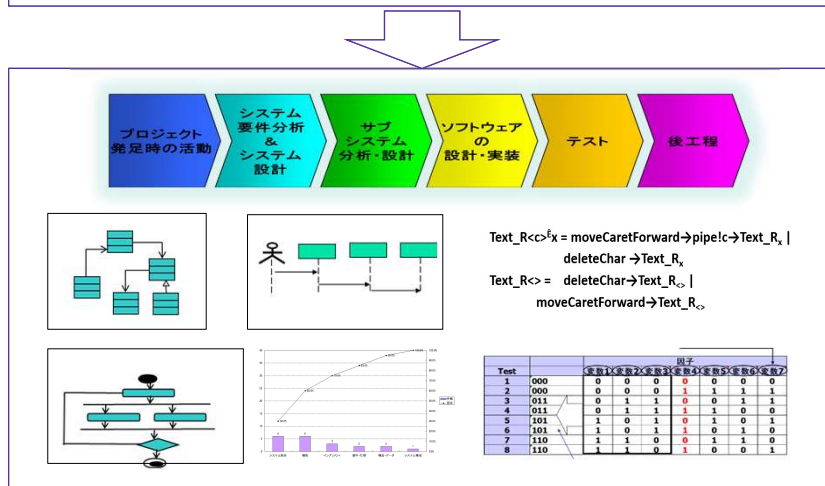 プロジェクト
発足時の活動
システム
要件分析
&
システム
設計
サブ
システム
分析・設計
ソフトウェア
の
設計・実装
テスト
後工程
Text_R<c>^Êx = moveCaretForward→pipe!c→Text_Rx |
deleteChar →Text_Rx
Text_R<> = deleteChar→Text_R<> |
moveCaretForward→Text_R<>
因子
Test 変数1 変数2 変数3 変数4 変数5 変数6 変数7
1 000 0 0 0 0 0 0 0
2 000 0 0 0 1 1 1 1
3 011 0 1 1 0 0 1 1
4 011 0 1 1 1 1 0 0
5 101 1 0 1 0 1 0 1
6 101 1 0 1 1 0 1 0
7 110 1 1 0 0 1 1 0
8 110 1 1 0 1 0 0 1